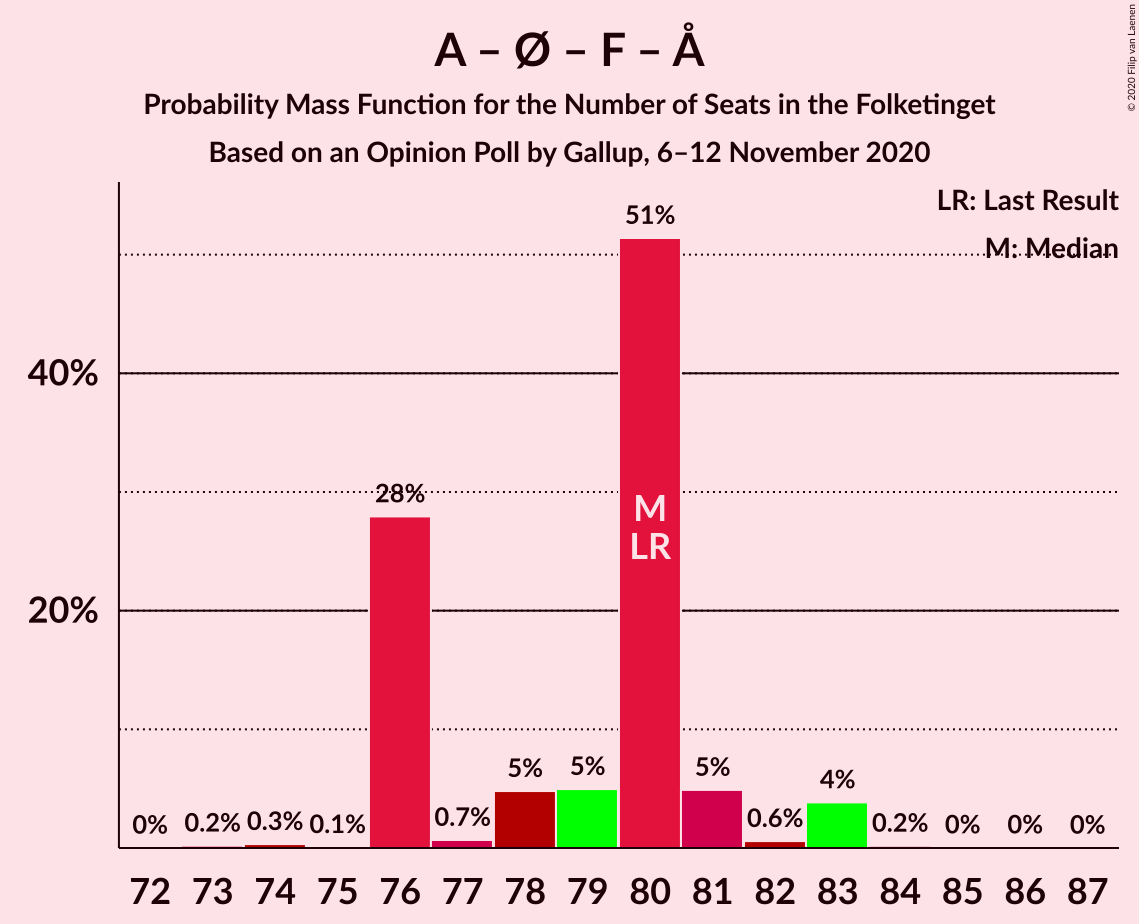 A – Ø – F – Å
Probability Mass Function for the Number of Seats in the Folketinget
Based on an Opinion Poll by Gallup, 6–12 November 2020
© 2020 Filip van Laenen
LR: Last Result
M: Median
40%
20%
0% 0.2% 0.3% 0.1% 28% 0.7% 5% 5% 51% 5% 0.6% 4% 0.2% 0% 0% 0%
M
LR
72 73 74 75 76 77 78 79 80 81 82 83 84 85 86 87